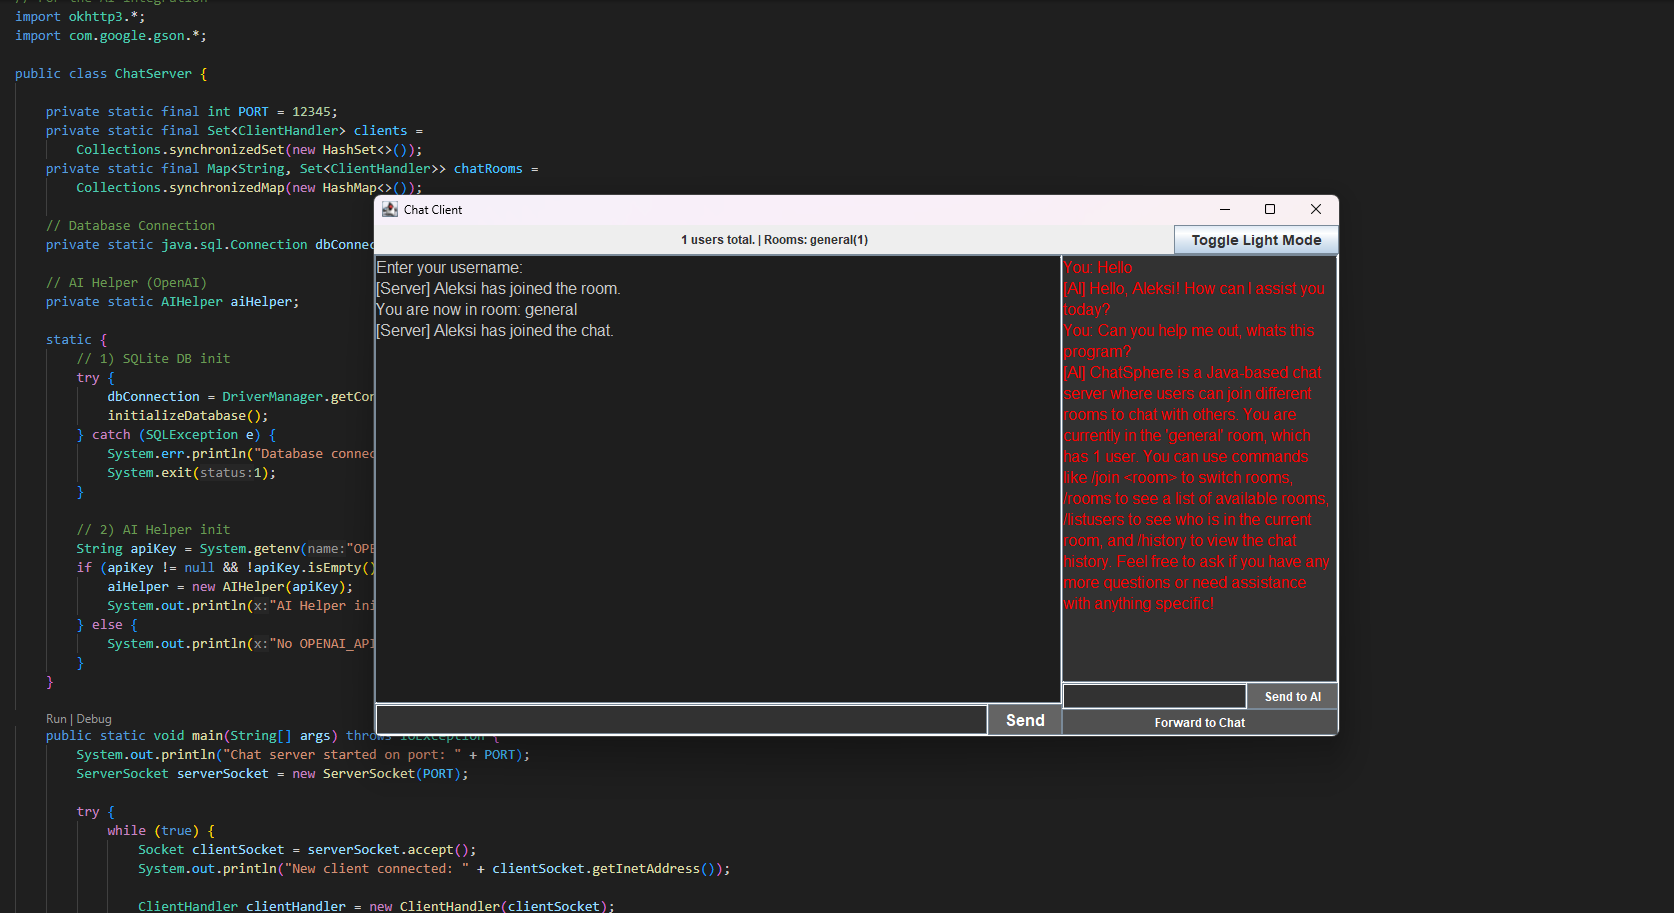 import okhttp3.*;
import com.google.gson.*;
public class ChatServer {
private static final int PORT = 12345;
private static final Set<ClientHandler> clients =
Collections.synchronizedSet(new HashSet<>());
private static final Map<String, Set<ClientHandler>> chatRooms =
Collections.synchronizedMap(new HashMap<>());
// Database Connection
private static java.sql.Connection dbConnec
// AI Helper (OpenAI)
private static AIHelper aiHelper;
static {
// 1) SQLite DB init
try {
dbConnection = DriverManager.getCon
initializeDatabase();
} catch (SQLException e) {
System.err.println("Database connec
System.exit(status:1);
}
// 2) AI Helper init
String apiKey = System.getenv(name:"OPE
if (apiKey != null && !apiKey.isEmpty()
aiHelper = new AIHelper(apiKey);
System.out.println(x:"AI Helper ini
} else {
System.out.println(x:"No OPENAI_API
}
}
Run | Debug
public static void main(String[] args) throws IOException {
System.out.println("Chat server started on port: " + PORT);
ServerSocket serverSocket = new ServerSocket(PORT);
try {
while (true) {
Socket clientSocket = serverSocket.accept();
System.out.println("New client connected: " + clientSocket.getInetAddress());
ClientHandler clientHandler = new ClientHandler(clientSocket);
Chat Client
1 users total. | Rooms: general(1)
Toggle Light Mode
Enter your username:
[Server] Aleksi has joined the room.
You are now in room: general
[Server] Aleksi has joined the chat.
Send
You: Hello
[AI] Hello, Aleksi! How can I assist you
today?
You: Can you help me out, whats this
program?
[AI] ChatSphere is a Java-based chat
server where users can join different
rooms to chat with others. You are
currently in the 'general' room, which
has 1 user. You can use commands
like /join <room> to switch rooms,
/rooms to see a list of available rooms,
/listusers to see who is in the current
room, and /history to view the chat
history. Feel free to ask if you have any
more questions or need assistance
with anything specific!
Send to AI
Forward to Chat